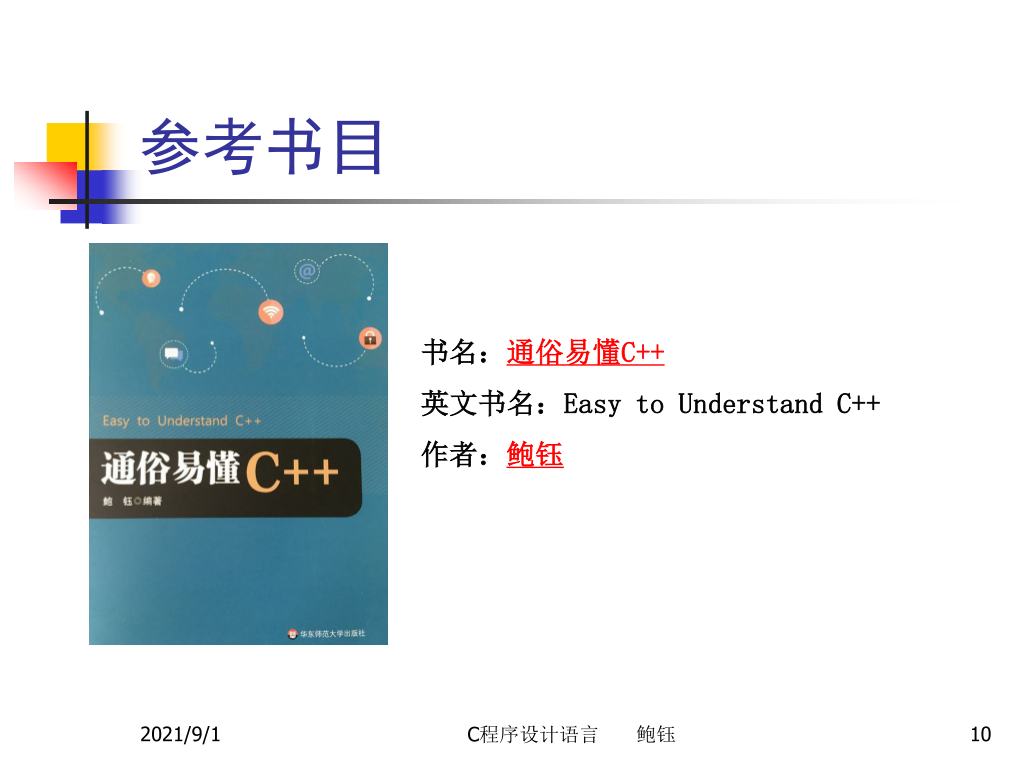 参考书目
@
Easy to Understand C++
通俗易懂C++
鲍 钰◎编著
华东师范大学出版社
书名：通俗易懂C++
英文书名：Easy to Understand C++
作者：鲍钰
2021/9/1 C程序设计语言 鲍钰 10